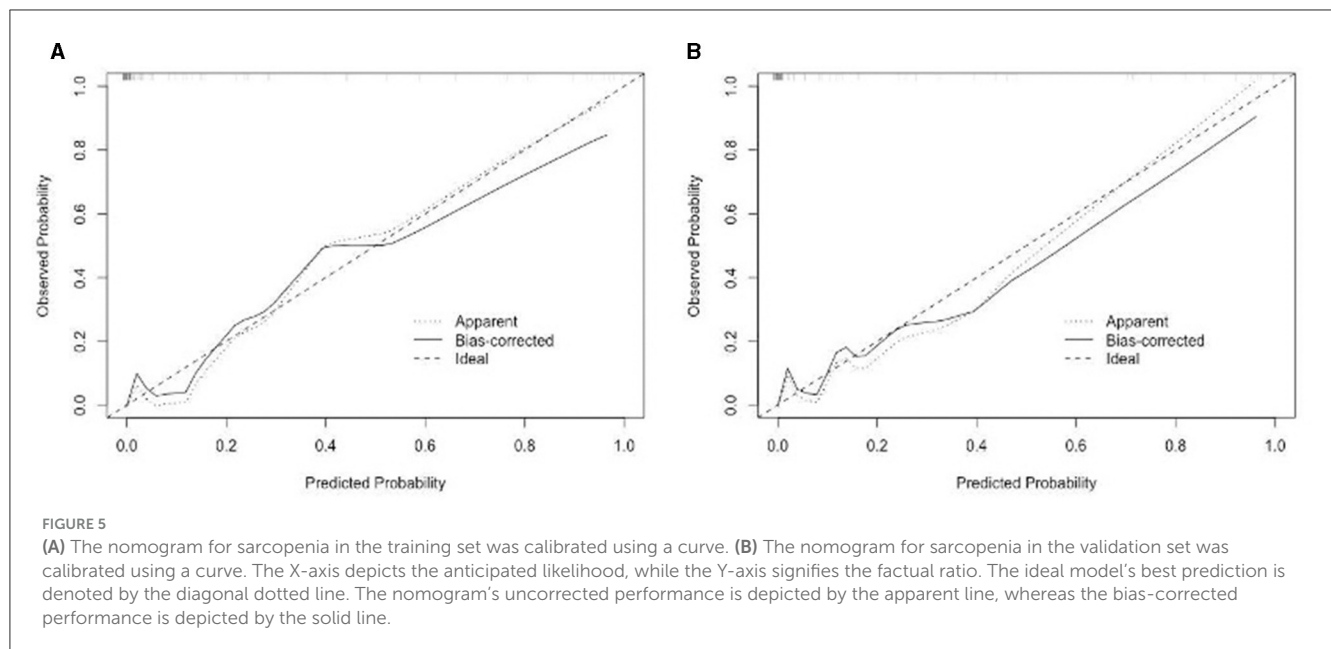 A
B
Observed Probability
1.0
0.8
0.6
0.4
0.2
0.0
Apparent
Bias-corrected
Ideal
0.0 0.2 0.4 0.6 0.8 1.0
Predicted Probability
Observed Probability
1.0
0.8
0.6
0.4
0.2
0.0
Apparent
Bias-corrected
Ideal
0.0 0.2 0.4 0.6 0.8 1.0
Predicted Probability
FIGURE 5
(A) The nomogram for sarcopenia in the training set was calibrated using a curve. (B) The nomogram for sarcopenia in the validation set was
calibrated using a curve. The X-axis depicts the anticipated likelihood, while the Y-axis signifies the factual ratio. The ideal model's best prediction is
denoted by the diagonal dotted line. The nomogram's uncorrected performance is depicted by the apparent line, whereas the bias-corrected
performance is depicted by the solid line.